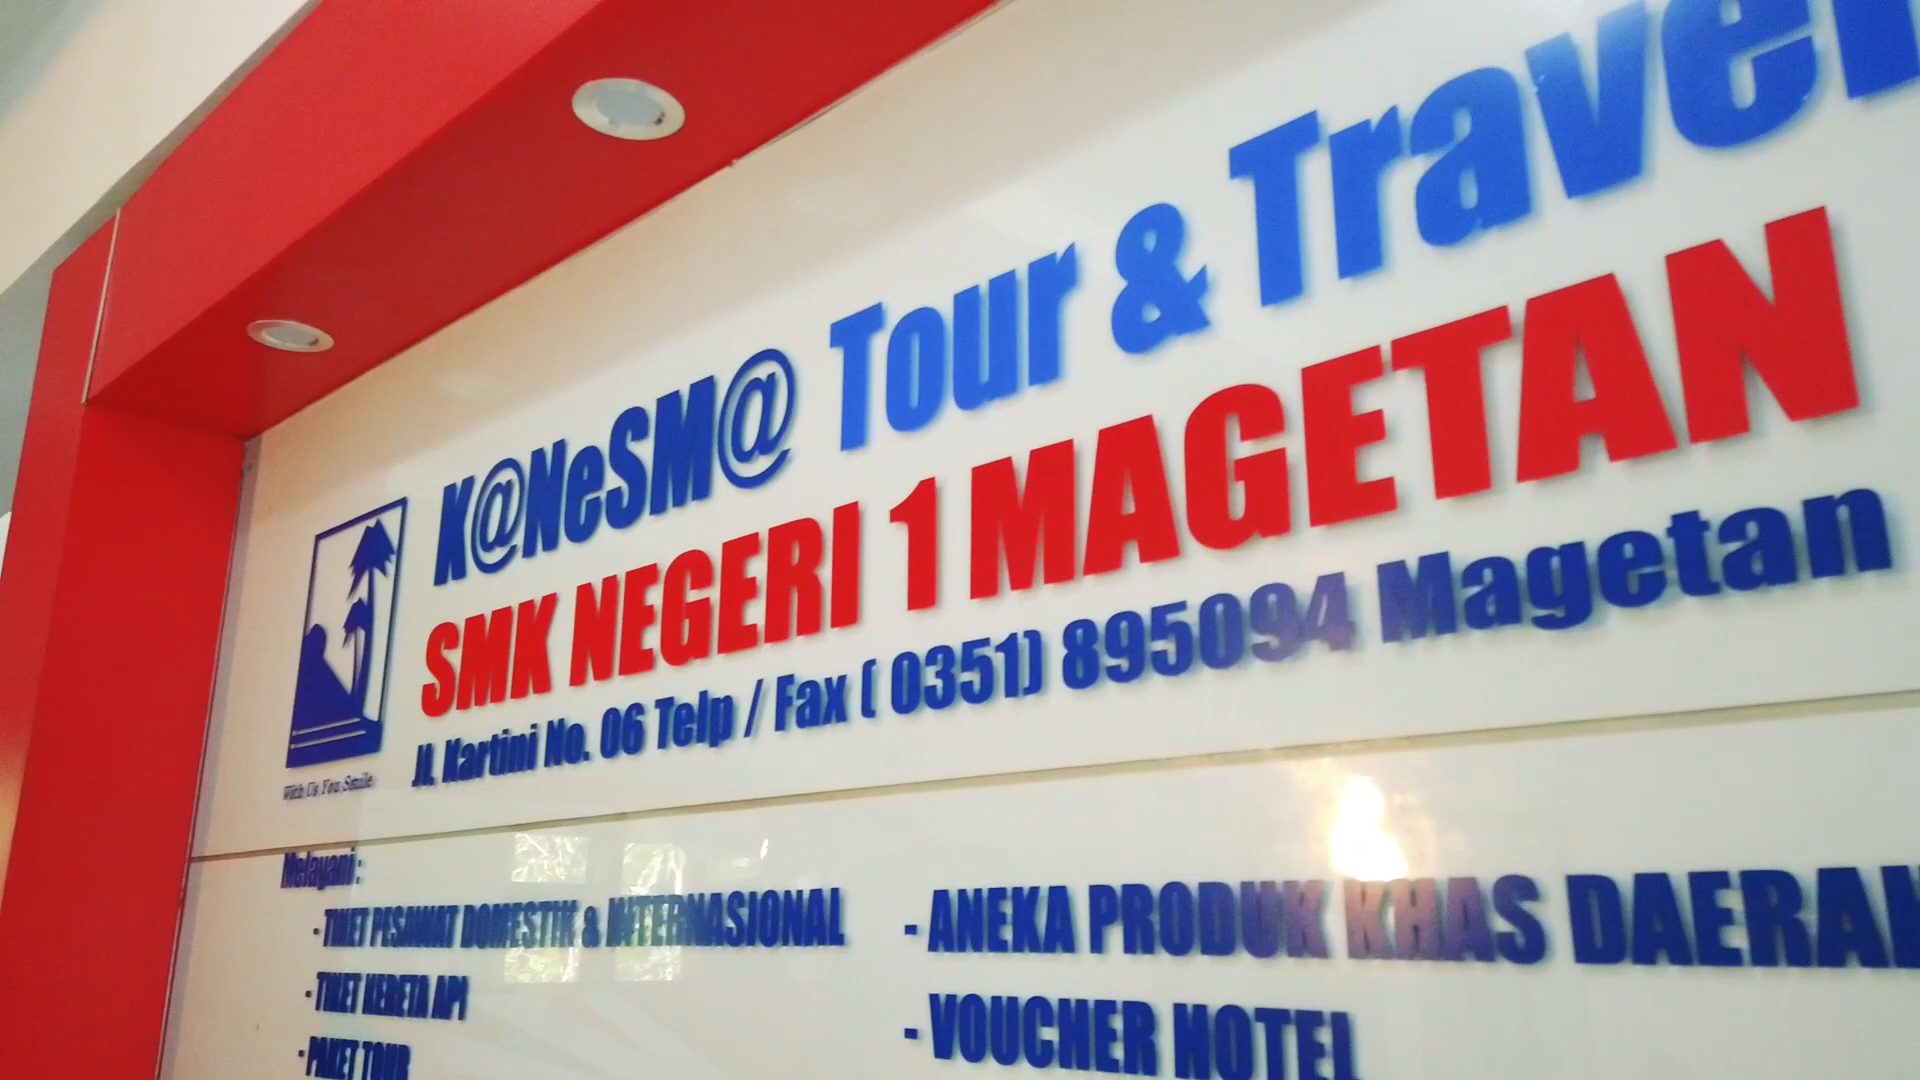 K@NeSM@ Tour & Travel
SMK NEGERI 1 MAGETAN
Jl. Kartini No. 06 Telp / Fax ( 0351) 895094 Magetan
With Us You Smile
Melayani :
- TIKET PESAWAT DOMESTIK & INTERNASIONAL
- TIKET KERETA API
- PAKET TOUR
- ANEKA PRODUK KHAS DAERAH
- VOUCHER HOTEL